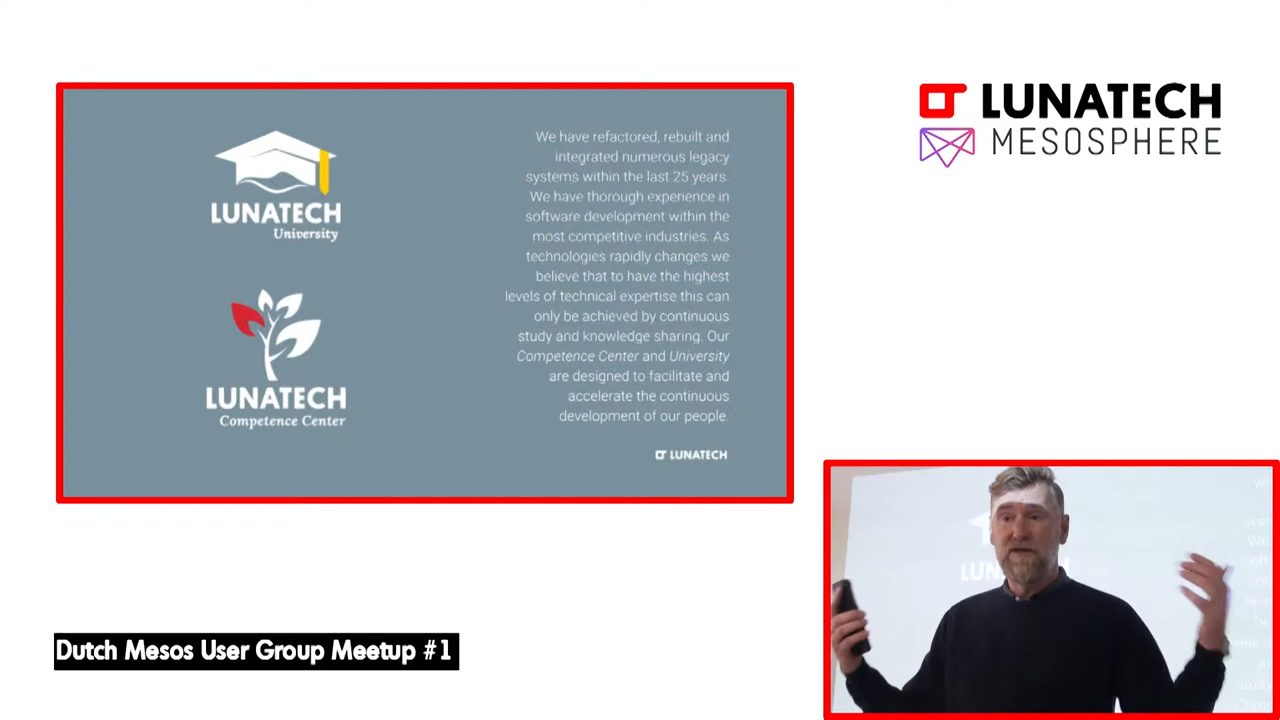 LUNATECH
University
LUNATECH
Competence Center
We have refactored, rebuilt and
integrated numerous legacy
systems within the last 25 years.
We have thorough experience in
software development within the
most competitive industries. As
technologies rapidly changes we
believe that to have the highest
levels of technical expertise this can
only be achieved by continuous
study and knowledge sharing. Our
Competence Center and University
are designed to facilitate and
accelerate the continuous
development of our people.
LUNATECH
LUNATECH
MESOSPHERE
Dutch Mesos User Group Meetup #1